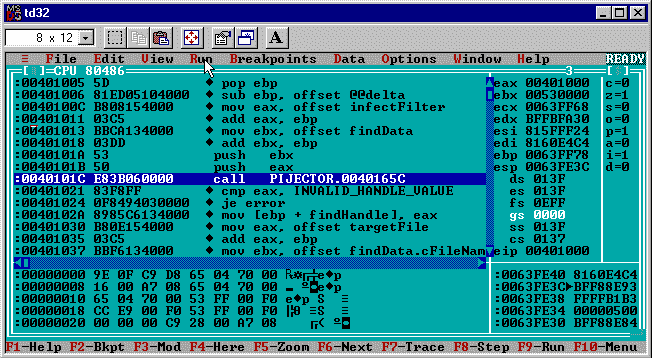 td32
8 x 12
A
≡ File Edit View Run Breakpoints Data Options Window Help READY
[ ]=CPU 80486 3 [ ]
:00401005 5D ♦ pop ebp eax 00401000 c=0
:00401006 81ED05104000 ♦ sub ebp, offset @@delta ebx 00530000 z=1
:0040100C B808154000 ♦ mov eax, offset infectFilter ecx 0063FF68 s=0
:00401011 03C5 ♦ add eax, ebp edx BFFBFA30 o=0
:00401013 BBCA134000 ♦ mov ebx, offset findData esi 815FFF24 p=1
:00401018 03DD ♦ add ebx, ebp edi 8160E4C4 a=0
:0040101A 53 push ebx ebp 0063FF78 i=1
:0040101B 50 push eax esp 0063FE3C d=0
:0040101C E83B060000 call PIJECTOR.0040165C ds 013F
:00401021 83F8FF ♦ cmp eax, INVALID_HANDLE_VALUE es 013F
:00401024 0F8494030000 ♦ je error fs 0EFF
:0040102A 8985C6134000 ♦ mov [ebp + findHandle], eax gs 0000
:00401030 B80E154000 ♦ mov eax, offset targetFile ss 013F
:00401035 03C5 ♦ add eax, ebp cs 0137
:00401037 BBF6134000 ♦ mov ebx, offset findData.cFileNam eip 00401000
:00000000 9E 0F C9 D8 65 04 70 00 ₧☼╔╪e♦p :0063FE40 8160E4C4
:00000008 16 00 A7 08 65 04 70 00 ▬ º◘e♦p :0063FE3C▶BFF88E93
:00000010 65 04 70 00 53 FF 00 F0 e♦p S ≡ :0063FE38 FFFFB1B3
:00000018 CC E9 00 F0 53 FF 00 F0 ╠Θ ≡S ≡ :0063FE34 00000500
:00000020 00 00 00 C9 28 00 A7 08 ╔( º◘ :0063FE30 BFF88E84
F1-Help F2-Bkpt F3-Mod F4-Here F5-Zoom F6-Next F7-Trace F8-Step F9-Run F10-Menu